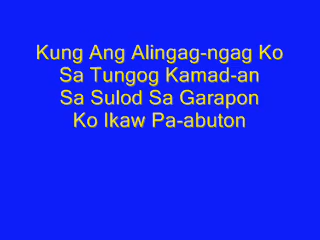 Kung Ang Alingag-ngag Ko
Sa Tungog Kamad-an
Sa Sulod Sa Garapon
Ko Ikaw Pa-abuton